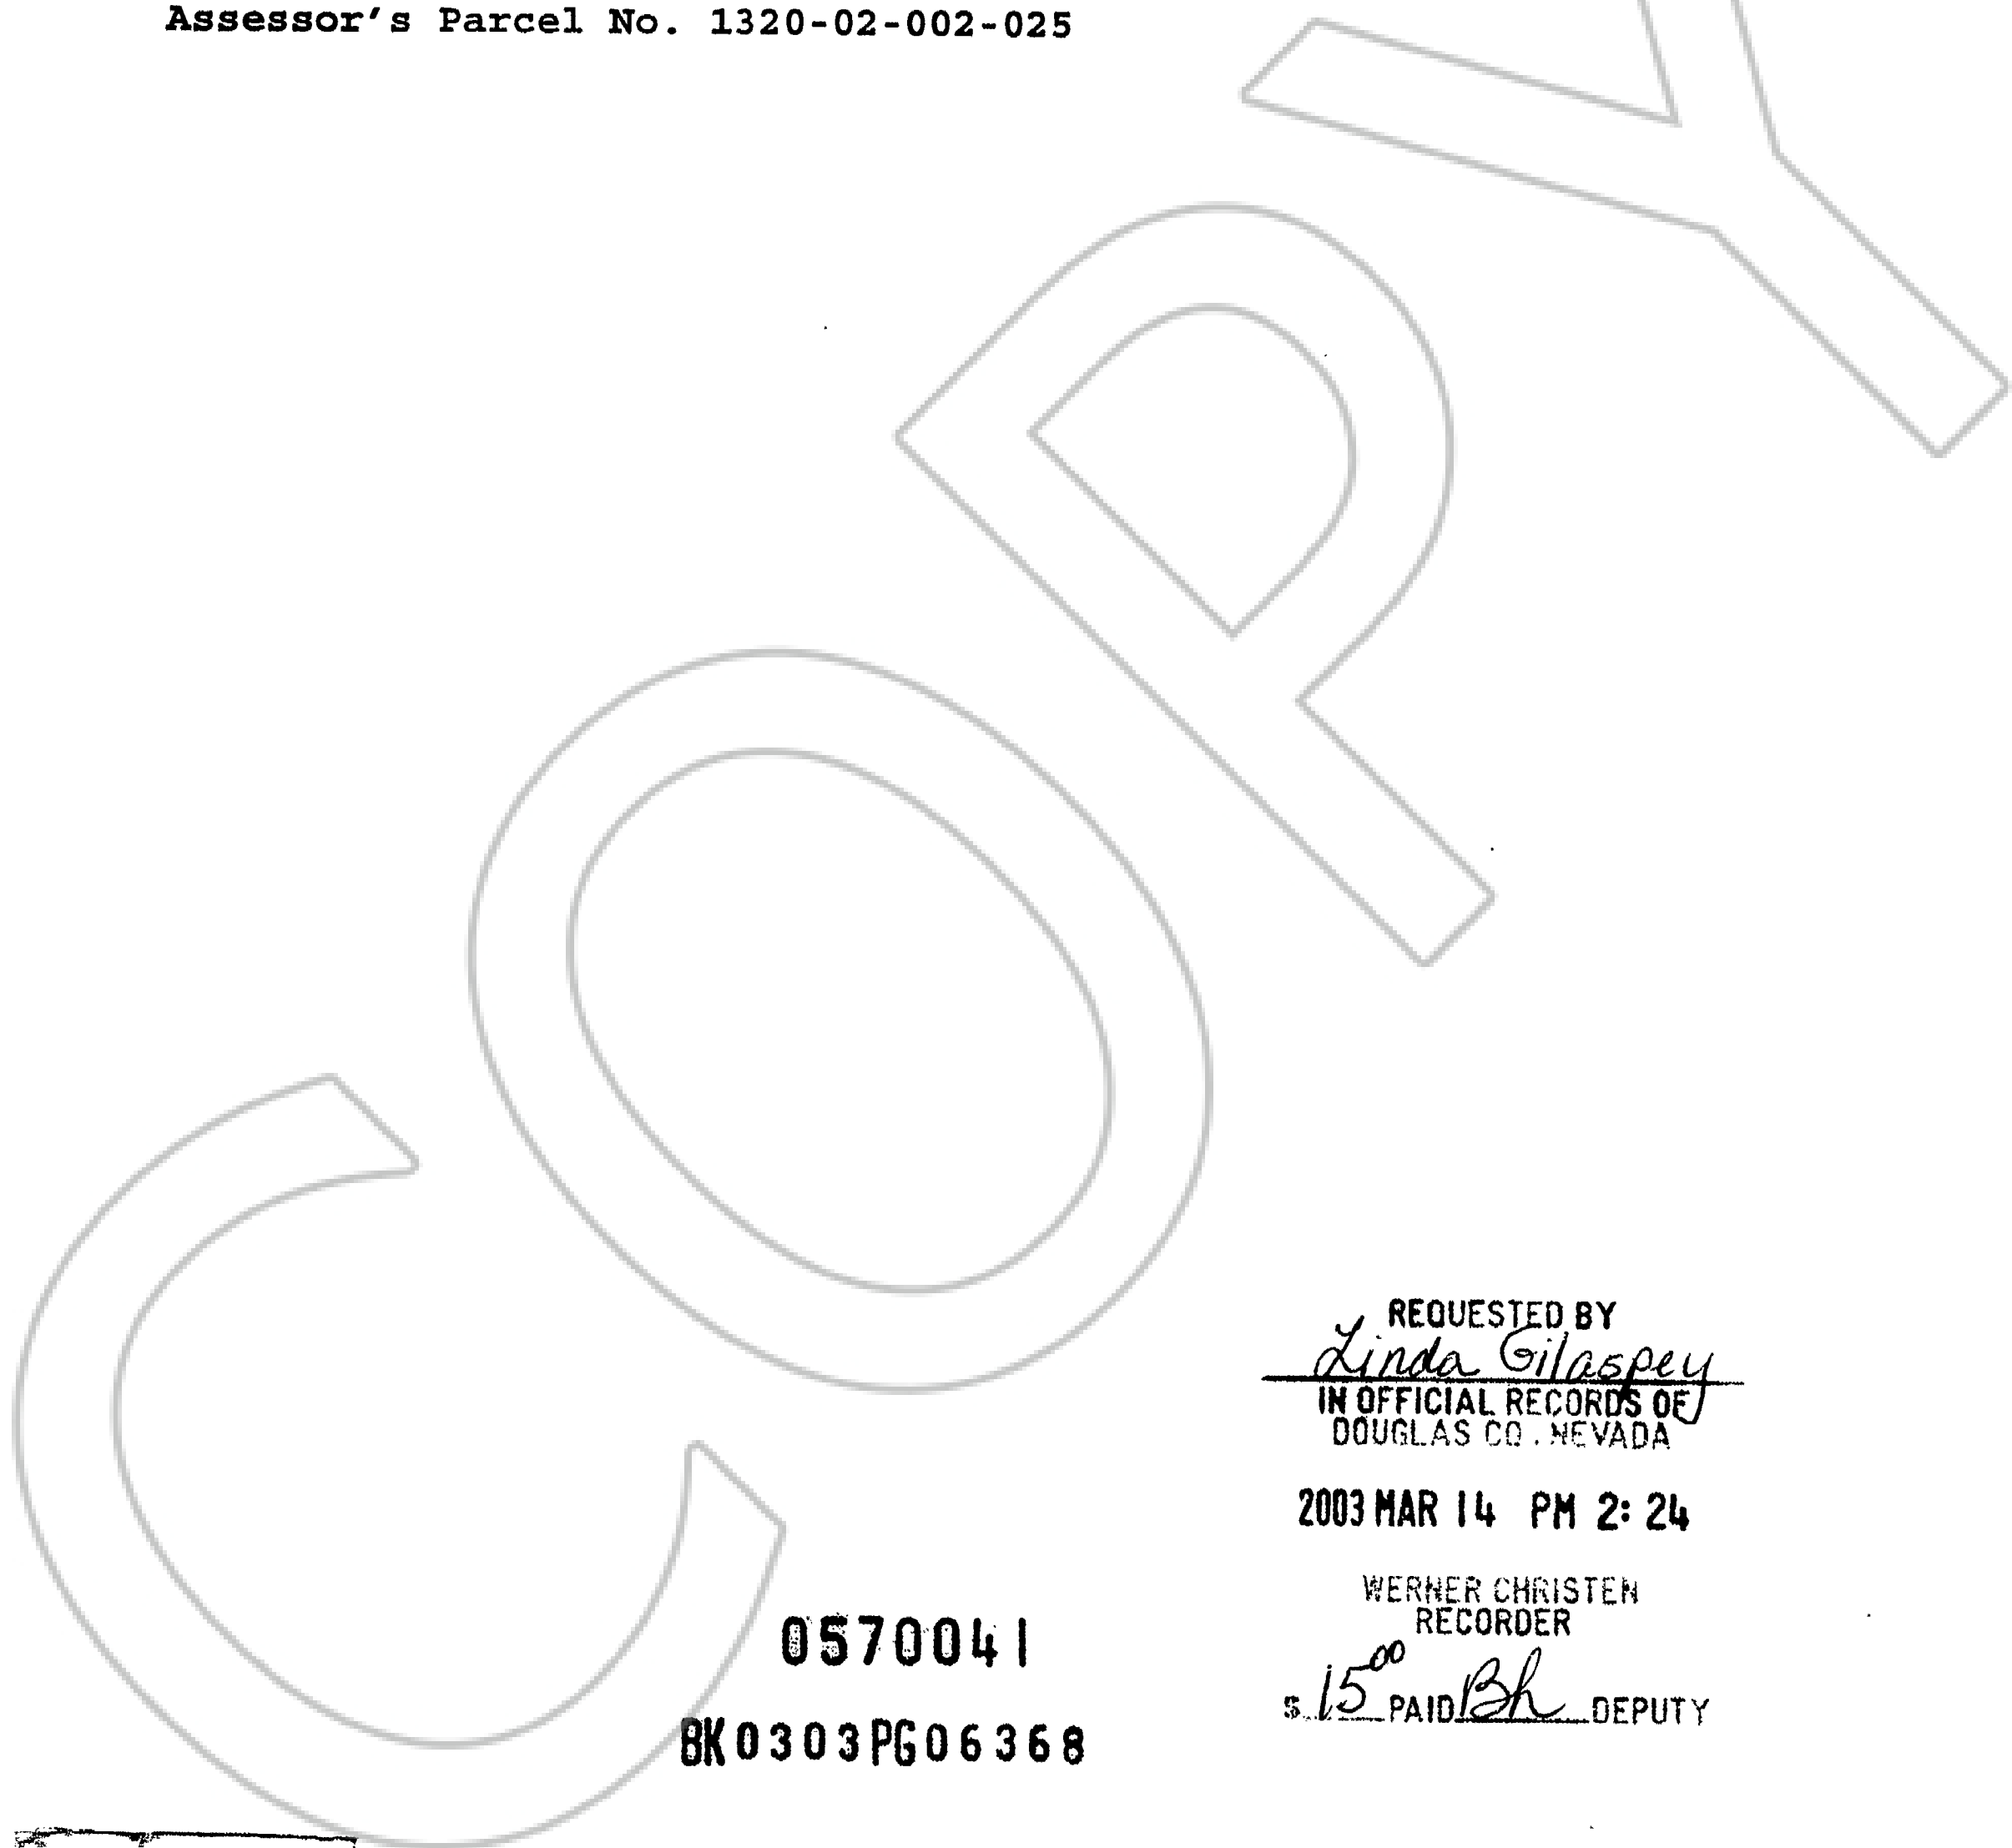 Assessor's Parcel No. 1320-02-002-025
COPY
REQUESTED BY
Linda Gilaspey
IN OFFICIAL RECORDS OF
DOUGLAS CO. NEVADA
2003 MAR 14 PM 2: 24
WERNER CHRISTEN
RECORDER
$ 15 00 PAID Bh DEPUTY
0570041
BK0303PG06368